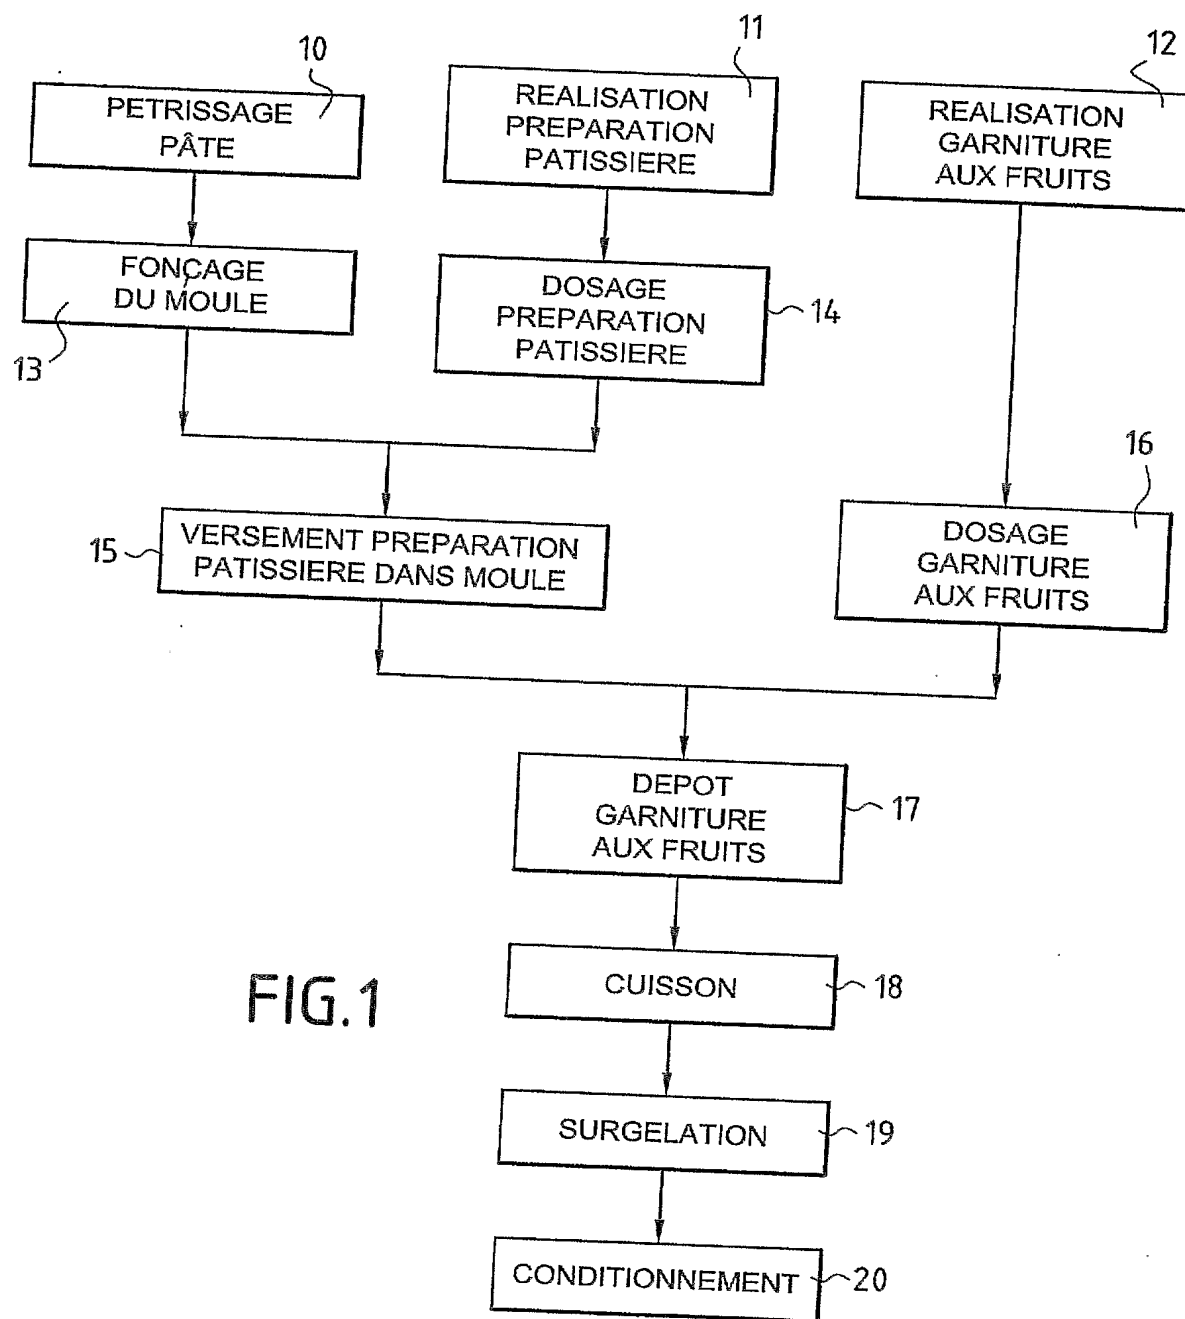 10
11
12
PETRISSAGE
PÂTE
REALISATION
PREPARATION
PATISSIERE
REALISATION
GARNITURE
AUX FRUITS
FONÇAGE
DU MOULE
13
DOSAGE
PREPARATION
PATISSIERE
14
16
15
VERSEMENT PREPARATION
PATISSIERE DANS MOULE
DOSAGE
GARNITURE
AUX FRUITS
DEPOT
GARNITURE
AUX FRUITS
17
FIG.1
CUISSON
18
SURGELATION
19
CONDITIONNEMENT
20